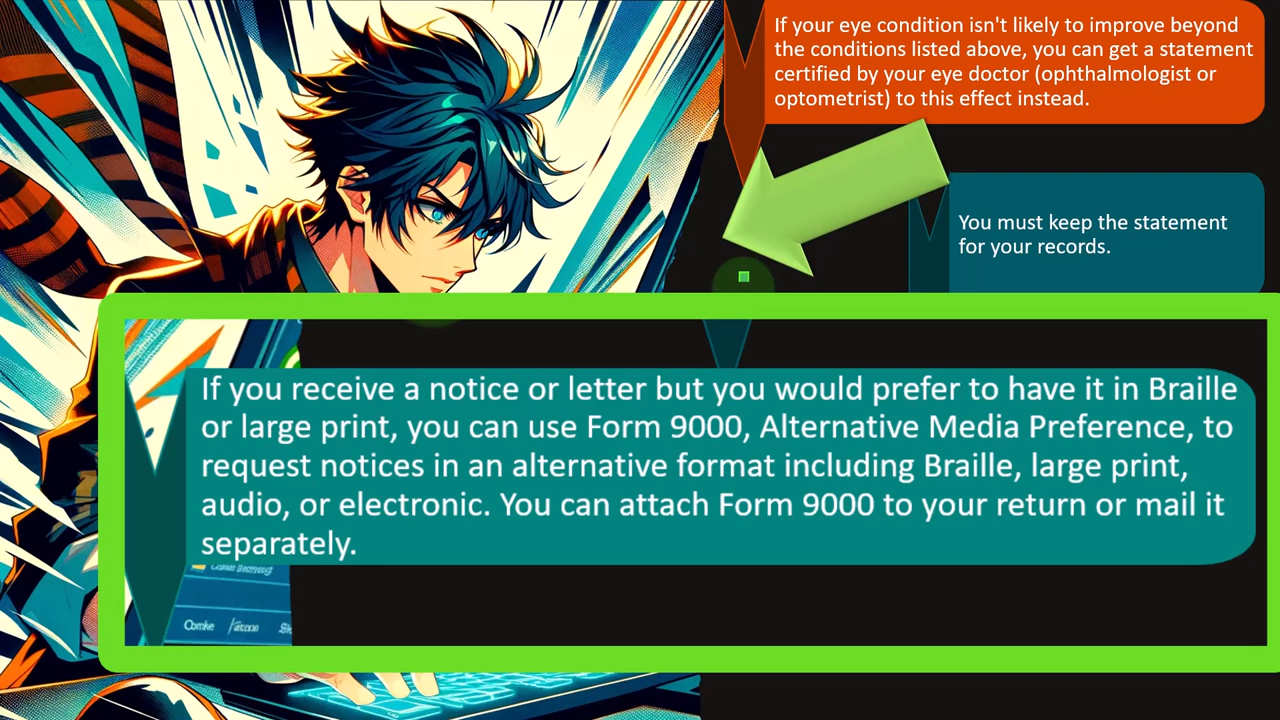 If your eye condition isn't likely to improve beyond
the conditions listed above, you can get a statement
certified by your eye doctor (ophthalmologist or
optometrist) to this effect instead.
You must keep the statement
for your records.
If you receive a notice or letter but you would prefer to have it in Braille
or large print, you can use Form 9000, Alternative Media Preference, to
request notices in an alternative format including Braille, large print,
audio, or electronic. You can attach Form 9000 to your return or mail it
separately.
Comke